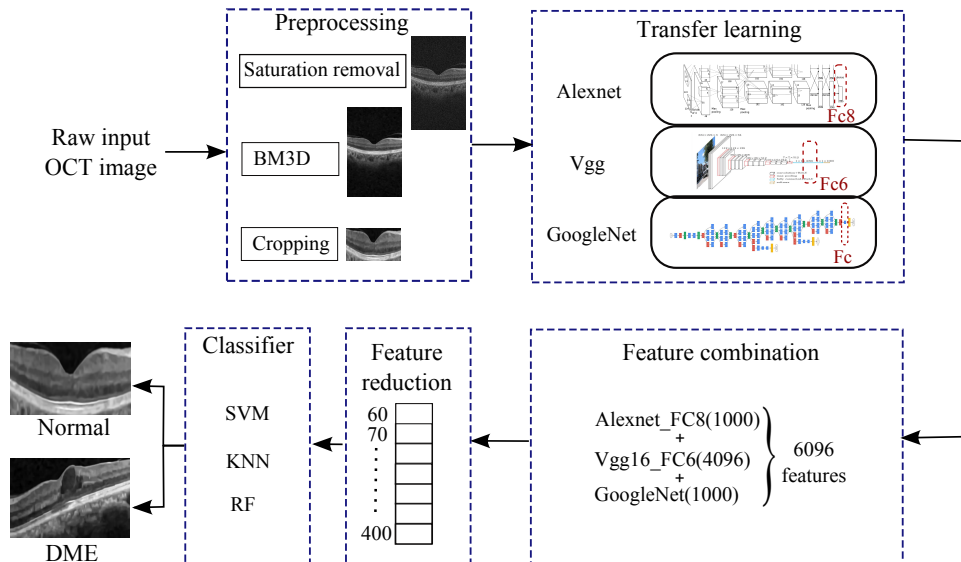 Preprocessing
Saturation removal
BM3D
Cropping
Raw input
OCT image
Transfer learning
Alexnet
Fc8
Vgg
Fc6
GoogleNet
Fc
Feature combination
Alexnet_FC8(1000)
+
Vgg16_FC6(4096)
+
GoogleNet(1000)
6096
features
Feature
reduction
60
70
400
Classifier
SVM
KNN
RF
Normal
DME